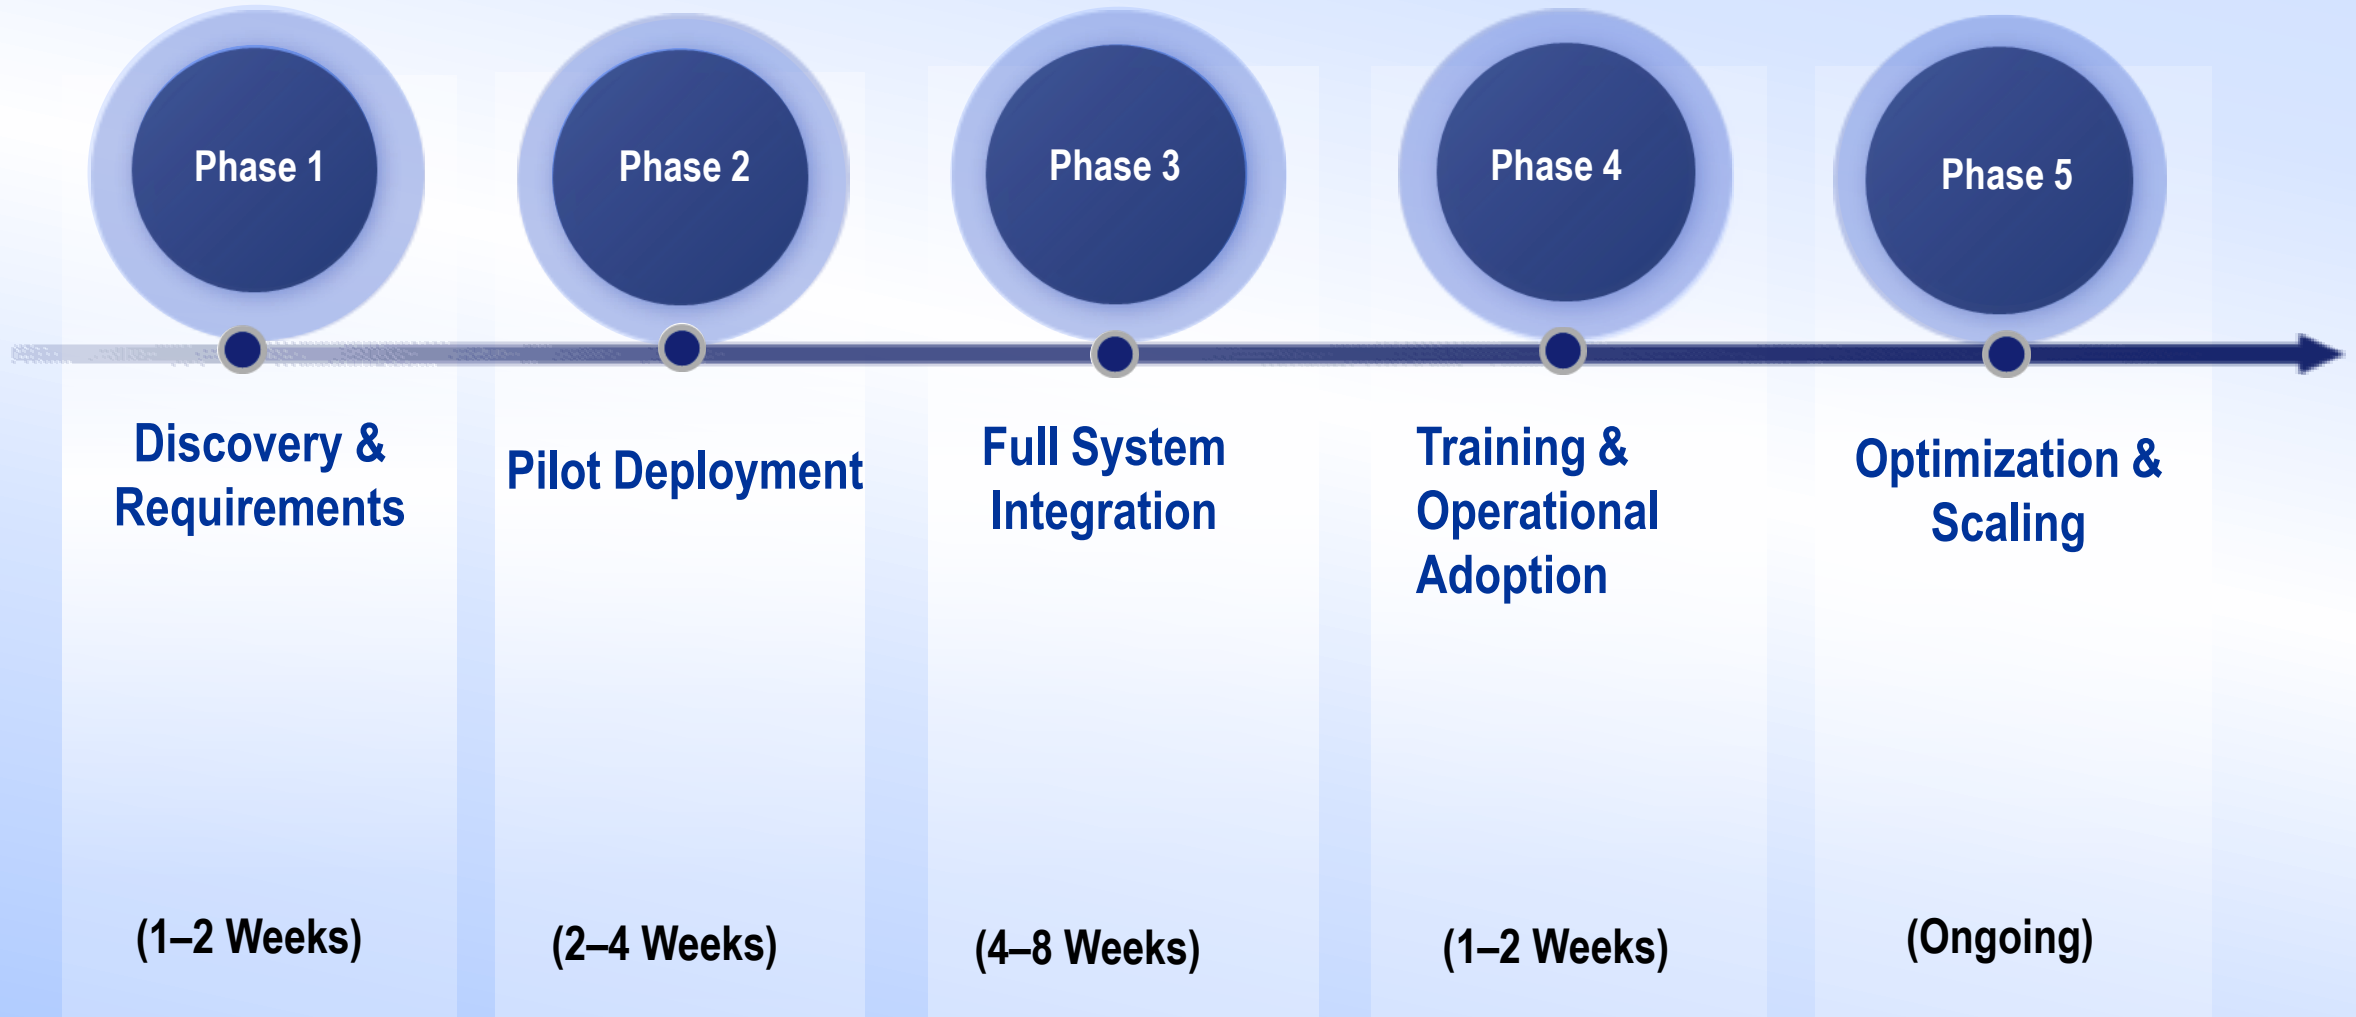 Phase 1
Phase 2
Phase 3
Phase 4
Phase 5
Discovery &
Requirements
Pilot Deployment
Full System
Integration
Training &
Operational
Adoption
Optimization &
Scaling
(1–2 Weeks)
(2–4 Weeks)
(4–8 Weeks)
(1–2 Weeks)
(Ongoing)